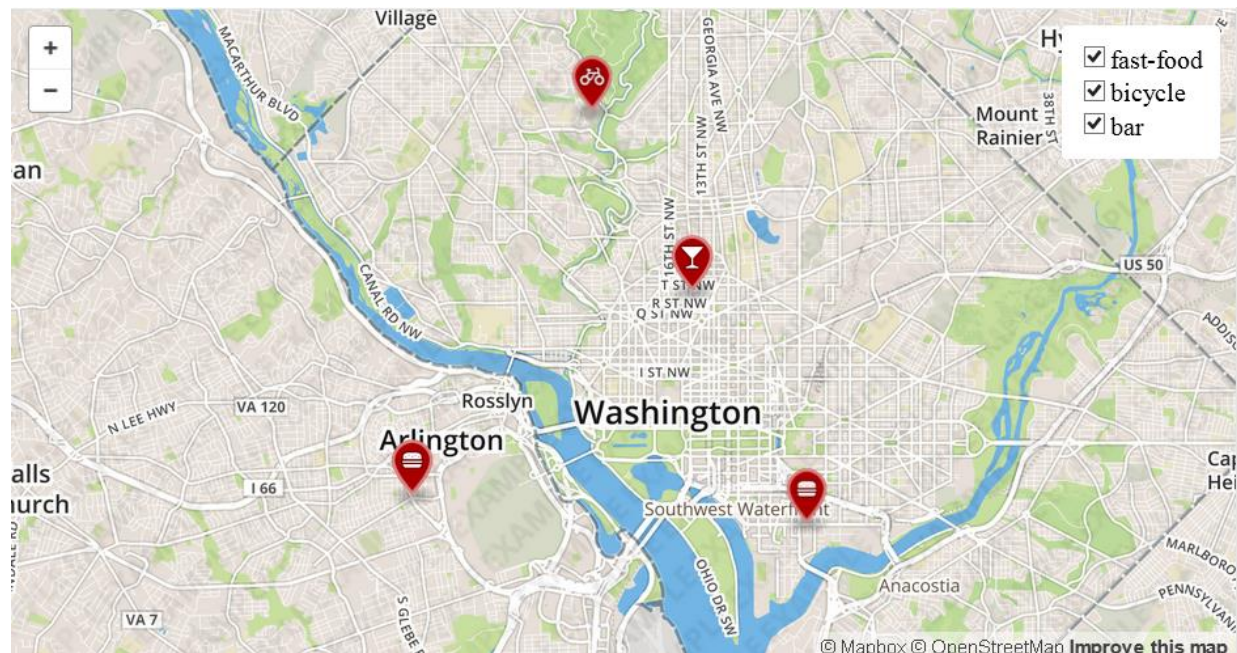 Village
+
−
MACARTHUR BLVD
GEORGIA AVE NW
13TH ST NW
16TH ST NW
38TH ST
Mount
Rainier
Hy
fast-food
bicycle
bar
an
US 50
T ST NW
R ST NW
Q ST NW
CANAL RD NW
I ST NW
N LEE HWY
VA 120
Rosslyn
Washington
Arlington
alls
hurch
I 66
Southwest Waterfront
Cap
Hei
OHIO DR SW
Anacostia
VA 7
© Mapbox © OpenStreetMap Improve this map